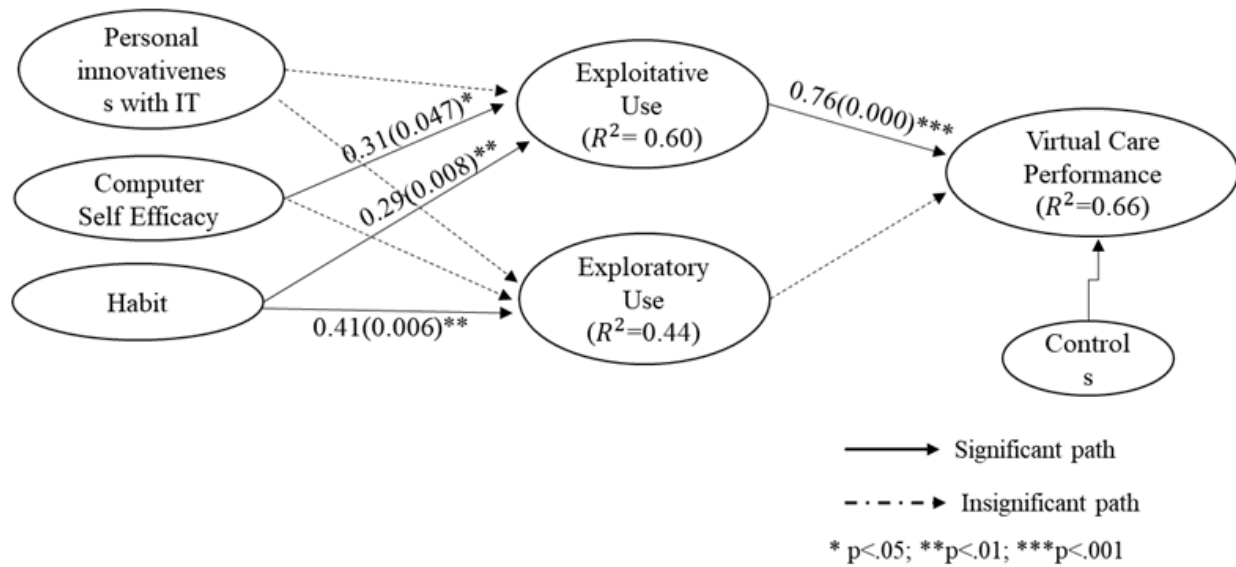 Personal
innovativenes
s with IT
Computer
Self Efficacy
Habit
0.31(0.047)*
0.29(0.008)**
0.41(0.006)**
Exploitative
Use
(R²= 0.60)
Exploratory
Use
(R²=0.44)
0.76(0.000)***
Virtual Care
Performance
(R²=0.66)
Control
s
Significant path
Insignificant path
* p<.05; **p<.01; ***p<.001